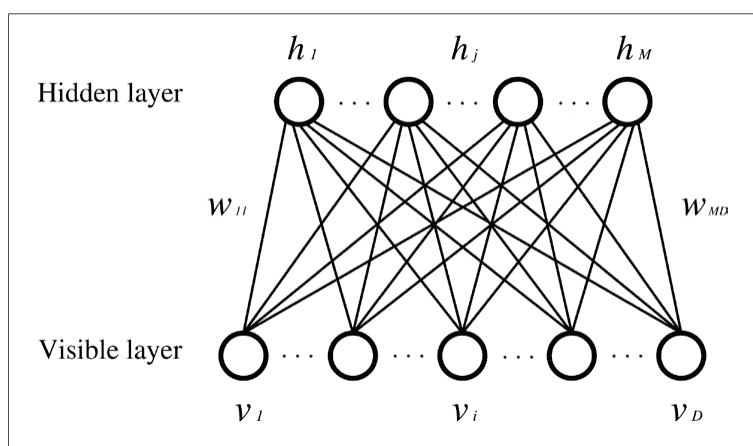 h1 hj hM
Hidden layer
... ... ...
w11 wMD
Visible layer
... ... ... ...
v1 vi vD